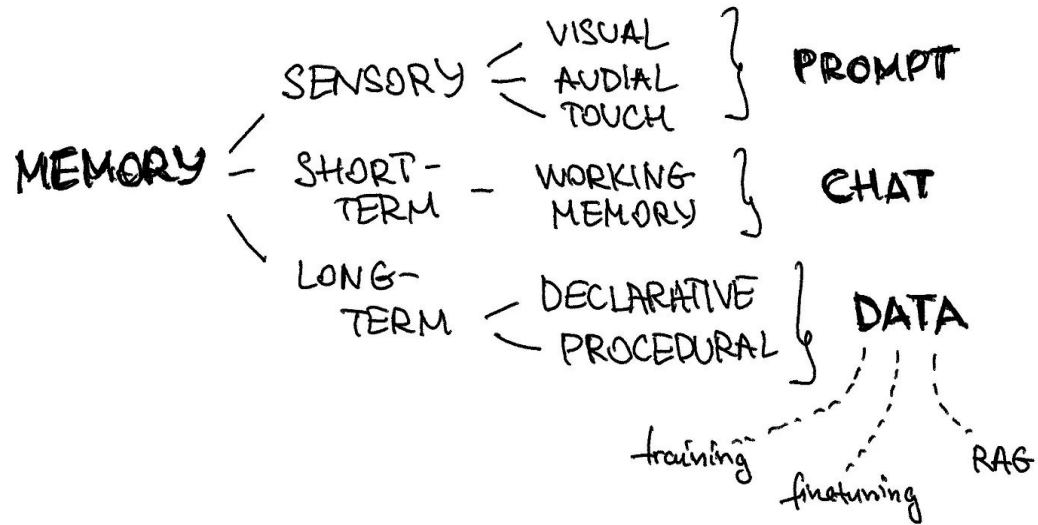 VISUAL
SENSORY
AUDIAL
PROMPT
TOUCH
MEMORY
SHORT-
TERM
WORKING
MEMORY
CHAT
LONG-
TERM
DECLARATIVE
PROCEDURAL
DATA
training
finetuning
RAG